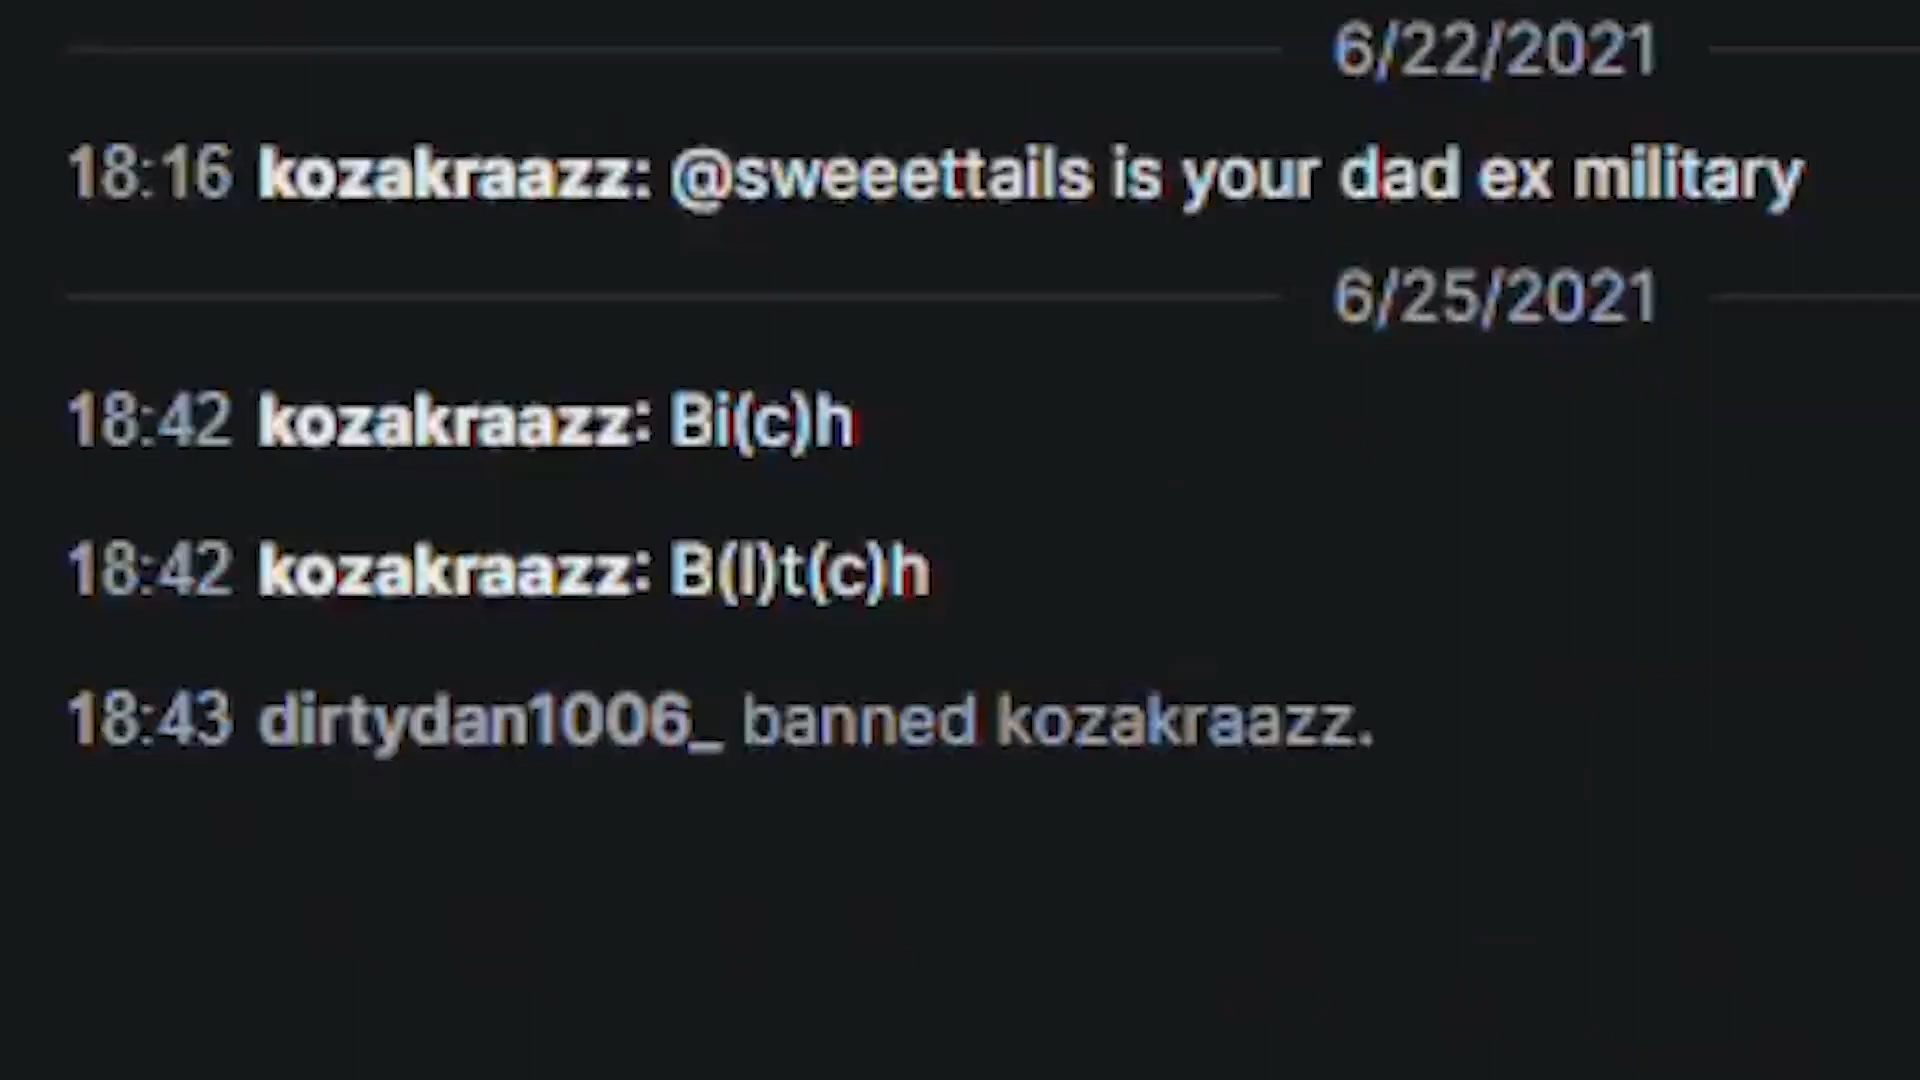 6/22/2021
18:16 kozakraazz: @sweeettails is your dad ex military
6/25/2021
18:42 kozakraazz: Bi(c)h
18:42 kozakraazz: B(I)t(c)h
18:43 dirtydan1006_ banned kozakraazz.